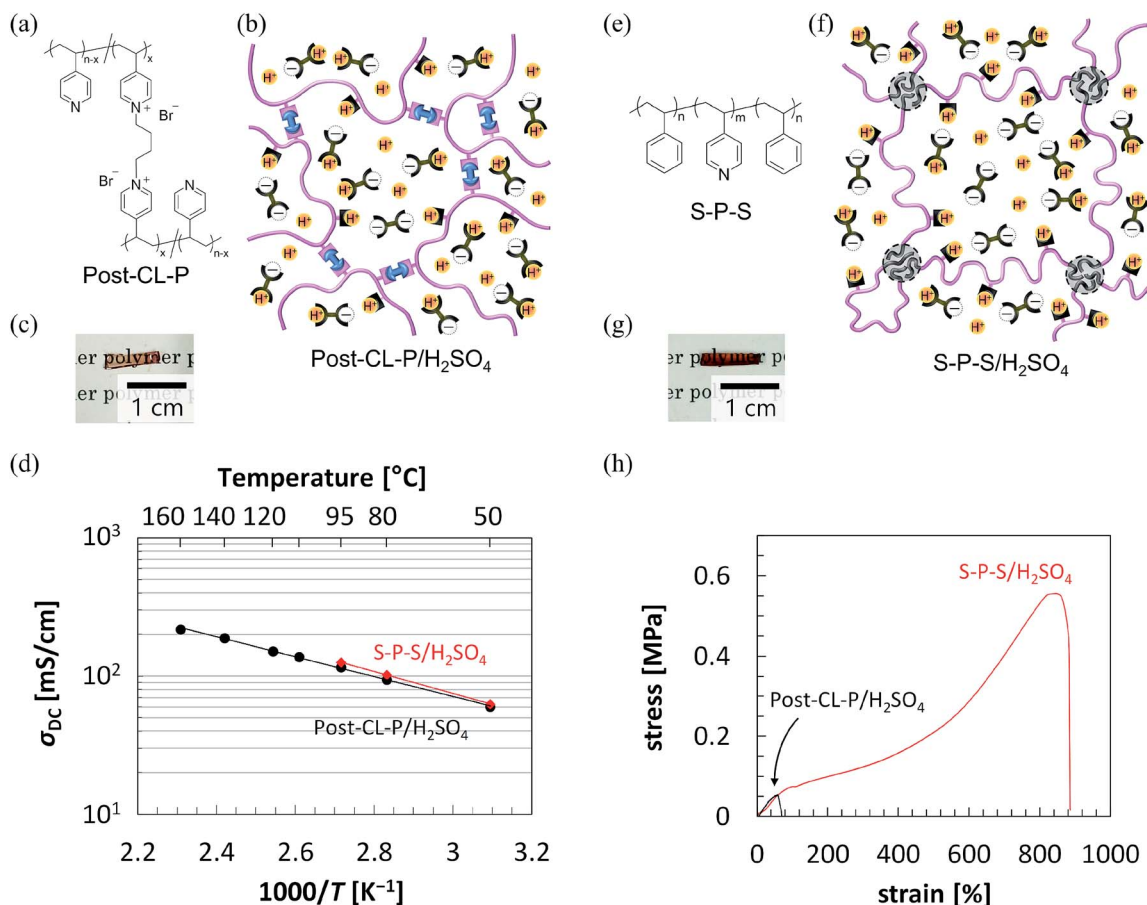 (a)
n-x
x
N
N⁺
Br⁻
Br⁻
N⁺
N
x
n-x
Post-CL-P
(b)
H⁺
Post-CL-P/H₂SO₄
(c)
er polymer p
er polymer p
1 cm
(e)
n
m
n
N
S-P-S
(f)
H⁺
S-P-S/H₂SO₄
(g)
er polymer p
er polymer p
1 cm
(d)
Temperature [°C]
160 140 120 95 80 50
10³
10²
10¹
σDC [mS/cm]
S-P-S/H₂SO₄
Post-CL-P/H₂SO₄
2.2 2.4 2.6 2.8 3 3.2
1000/T [K⁻¹]
(h)
stress [MPa]
0.6
0.4
0.2
0
S-P-S/H₂SO₄
Post-CL-P/H₂SO₄
0 200 400 600 800 1000
strain [%]